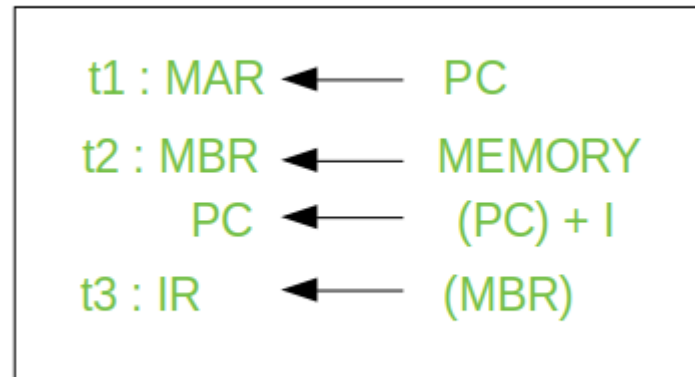 t1 : MAR ← PC
t2 : MBR ← MEMORY
PC ← (PC) + I
t3 : IR ← (MBR)